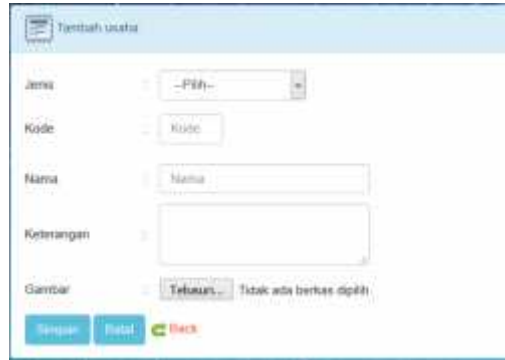 Tambah usaha
Jenis : --Pilih--
Kode : Kode
Nama : Nama
Keterangan :
Gambar : Telusuri... Tidak ada berkas dipilih
Simpan Batal Back